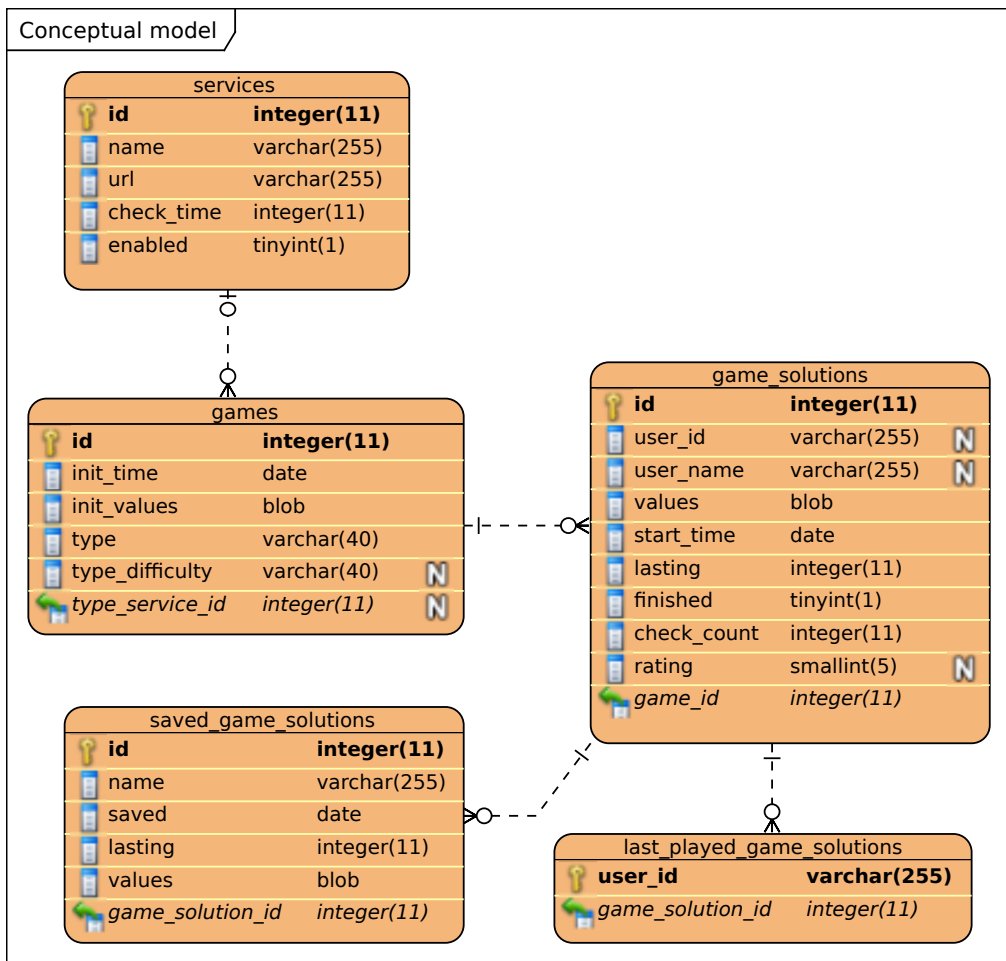 Conceptual model
services
id integer(11)
name varchar(255)
url varchar(255)
check_time integer(11)
enabled tinyint(1)
games
id integer(11)
init_time date
init_values blob
type varchar(40)
type_difficulty varchar(40) N
type_service_id integer(11) N
game_solutions
id integer(11)
user_id varchar(255) N
user_name varchar(255) N
values blob
start_time date
lasting integer(11)
finished tinyint(1)
check_count integer(11)
rating smallint(5) N
game_id integer(11)
saved_game_solutions
id integer(11)
name varchar(255)
saved date
lasting integer(11)
values blob
game_solution_id integer(11)
last_played_game_solutions
user_id varchar(255)
game_solution_id integer(11)